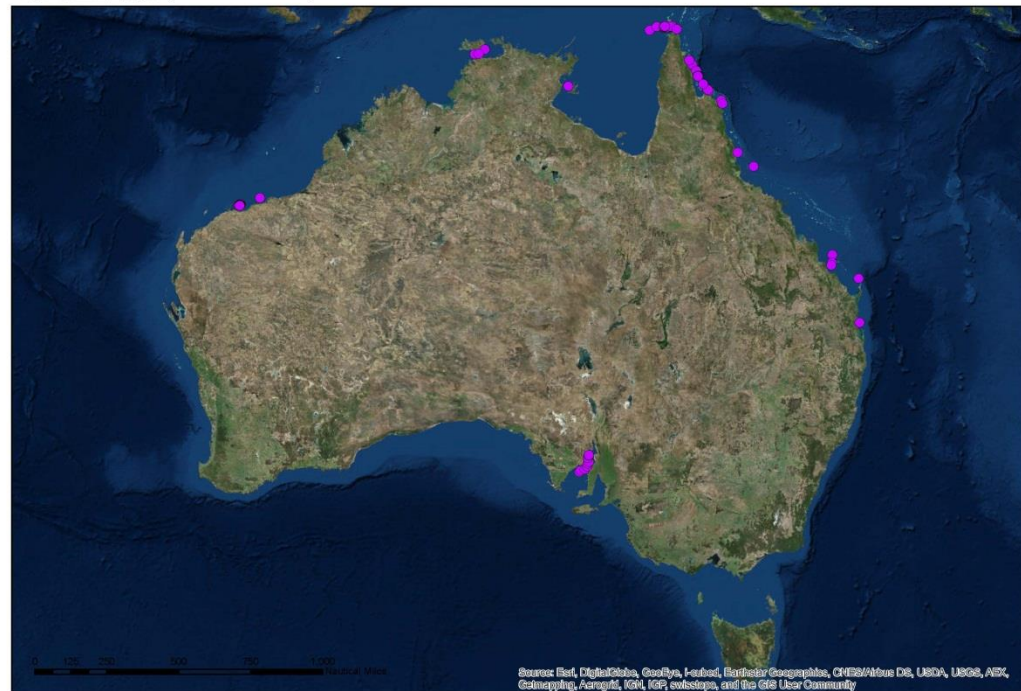 0 125 250 500 1,000
Nautical Miles
Source: Esri, DigitalGlobe, GeoEye, i-cubed, Earthstar Geographics, CNES/Airbus DS, USDA, USGS, AEX,
Getmapping, Aerogrid, IGN, IGP, swisstopo, and the GIS User Community